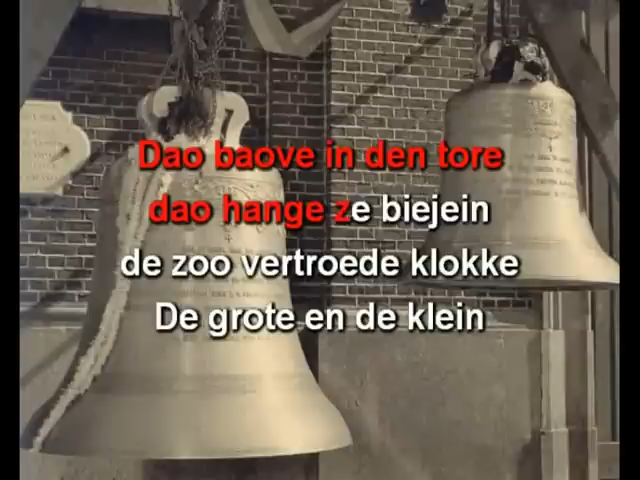 Dao baove in den tore
dao hange ze biejein
de zoo vertroede klokke
De grote en de klein